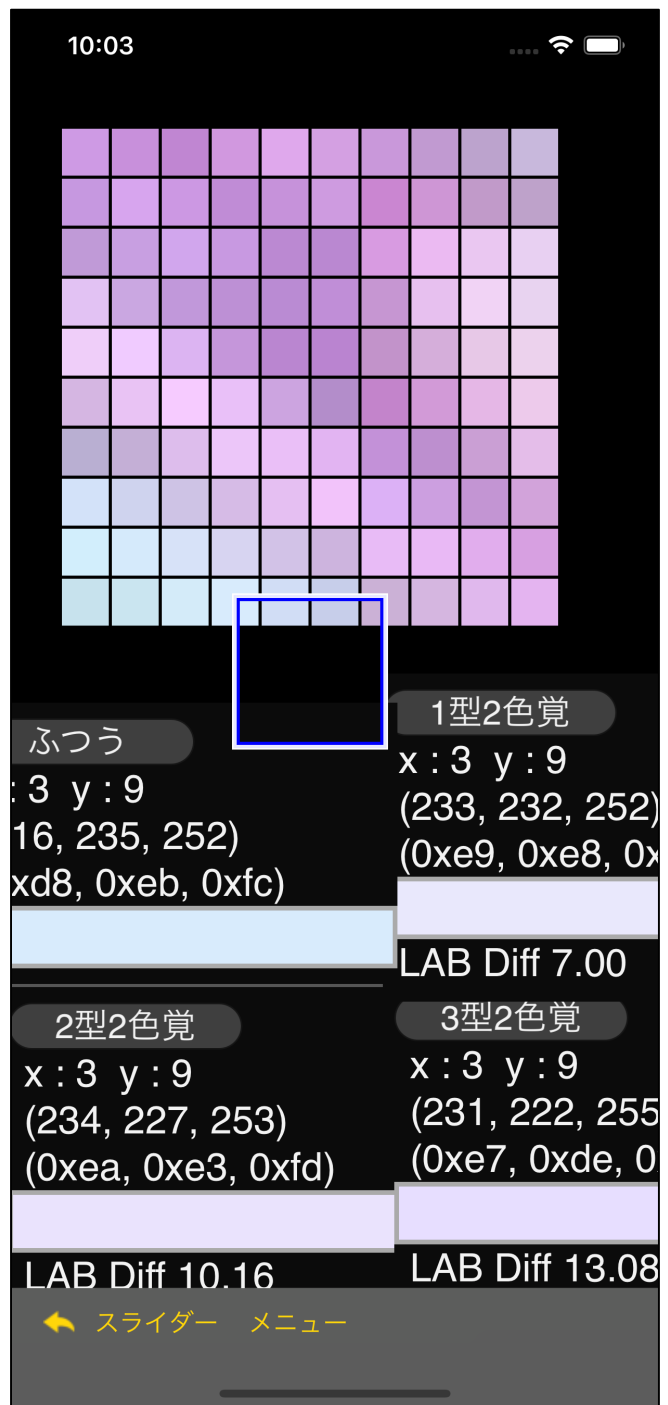 10:03
ふつう
: 3 y : 9
16, 235, 252)
xd8, 0xeb, 0xfc)
1型2色覚
x : 3 y : 9
(233, 232, 252)
(0xe9, 0xe8, 0x
LAB Diff 7.00
2型2色覚
x : 3 y : 9
(234, 227, 253)
(0xea, 0xe3, 0xfd)
LAB Diff 10.16
3型2色覚
x : 3 y : 9
(231, 222, 255
(0xe7, 0xde, 0
LAB Diff 13.08
スライダー メニュー